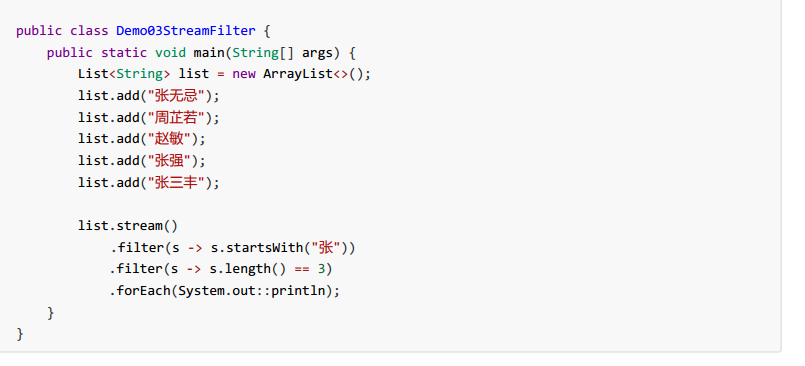 public class Demo03StreamFilter {
    public static void main(String[] args) {
        List<String> list = new ArrayList<>();
        list.add("张无忌");
        list.add("周芷若");
        list.add("赵敏");
        list.add("张强");
        list.add("张三丰");

        list.stream()
            .filter(s -> s.startsWith("张"))
            .filter(s -> s.length() == 3)
            .forEach(System.out::println);
    }
}